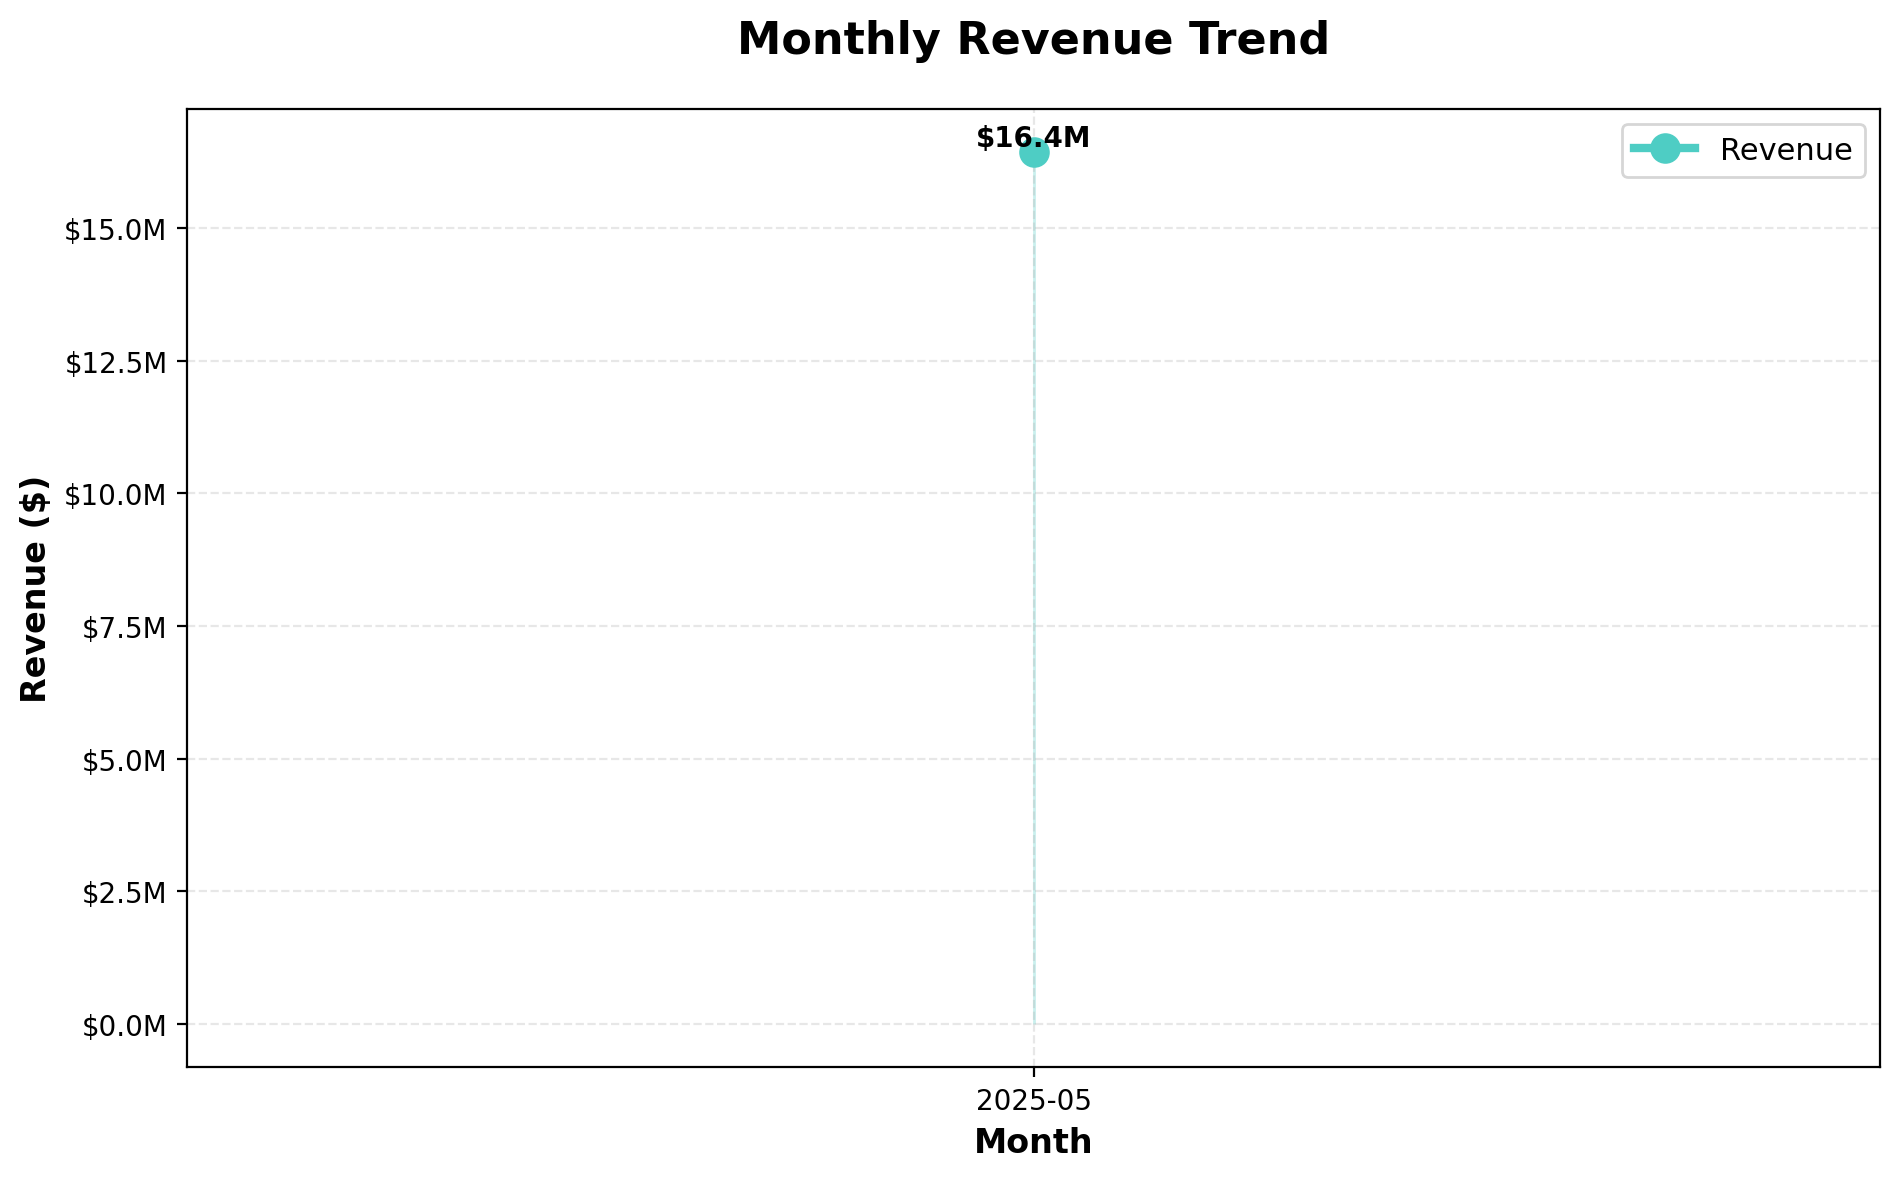 Monthly Revenue Trend
$16.4M
Revenue
$15.0M
$12.5M
$10.0M
$7.5M
$5.0M
$2.5M
$0.0M
Revenue ($)
2025-05
Month